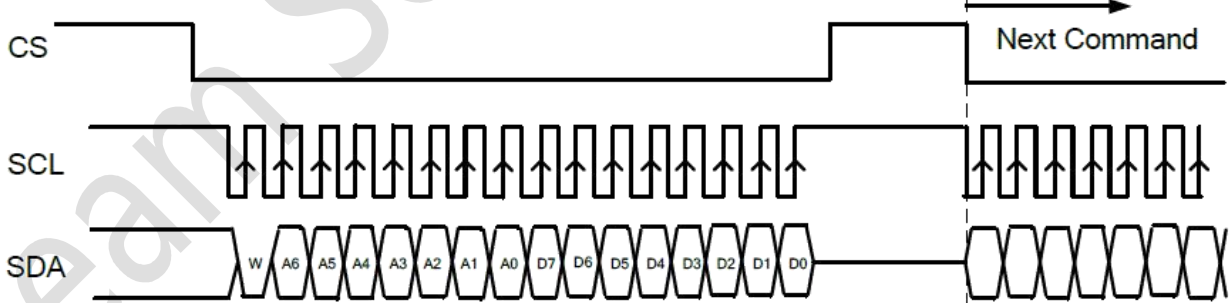 CS
Next Command
SCL
SDA
W A6 A5 A4 A3 A2 A1 A0 D7 D6 D5 D4 D3 D2 D1 D0